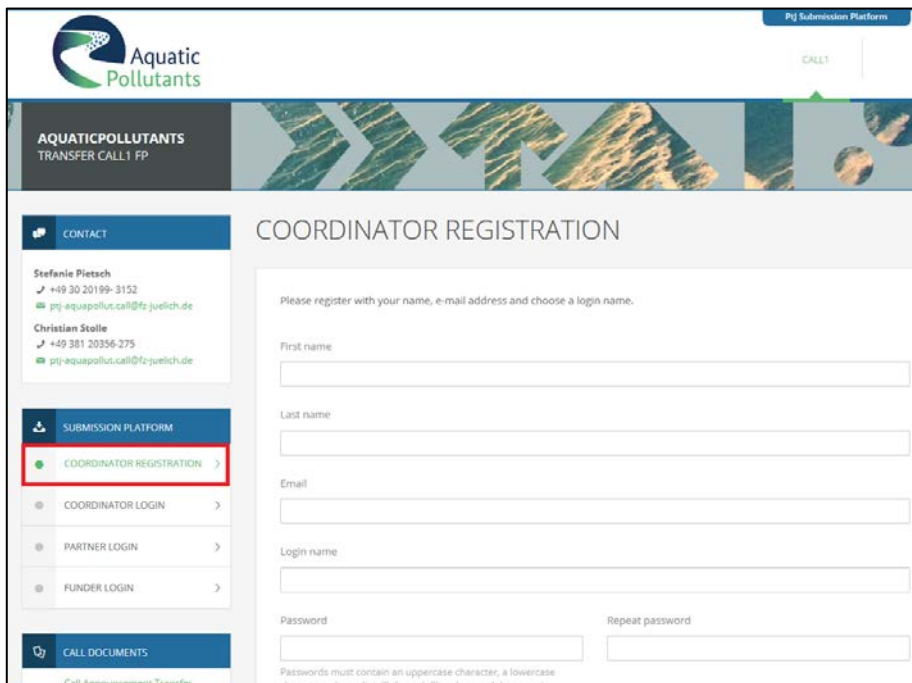 PtJ Submission Platform
Aquatic
Pollutants
CALL1
AQUATICPOLLUTANTS
TRANSFER CALL1 FP
CONTACT
Stefanie Pietsch
+49 30 20199- 3152
ptj-aquapollut.call@fz-juelich.de
Christian Stolle
+49 381 20356-275
ptj-aquapollut.call@fz-juelich.de
SUBMISSION PLATFORM
COORDINATOR REGISTRATION
COORDINATOR LOGIN
PARTNER LOGIN
FUNDER LOGIN
CALL DOCUMENTS
Call Announcement Transfer
COORDINATOR REGISTRATION
Please register with your name, e-mail address and choose a login name.
First name
Last name
Email
Login name
Password
Repeat password
Passwords must contain an uppercase character, a lowercase